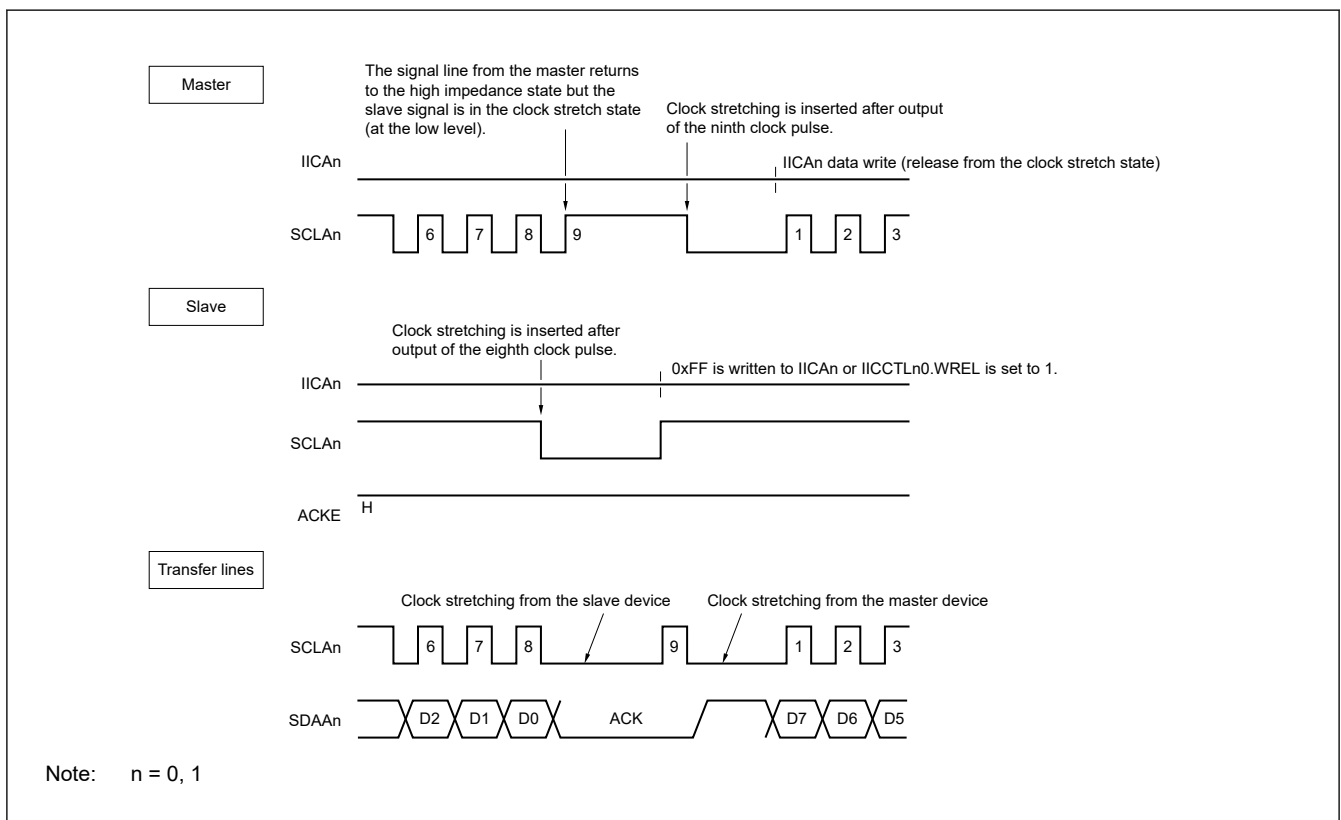 Master
The signal line from the master returns
to the high impedance state but the
slave signal is in the clock stretch state
(at the low level).
Clock stretching is inserted after output
of the ninth clock pulse.
IICAn
IICAn data write (release from the clock stretch state)
SCLAn
6 7 8 9 1 2 3
Slave
Clock stretching is inserted after
output of the eighth clock pulse.
IICAn
0xFF is written to IICAn or IICCTLn0.WREL is set to 1.
SCLAn
ACKE
H
Transfer lines
Clock stretching from the slave device
Clock stretching from the master device
SCLAn
6 7 8 9 1 2 3
SDAAn
D2 D1 D0 ACK D7 D6 D5
Note: n = 0, 1